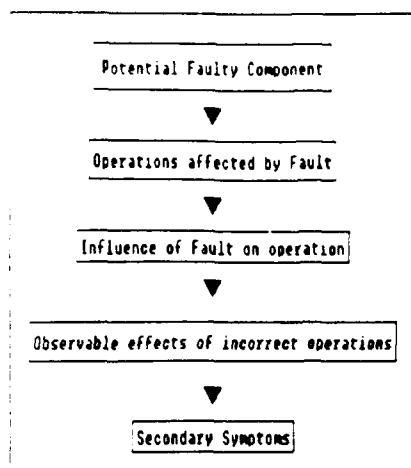 Potential Faulty Component
Operations affected by Fault
Influence of Fault on operation
Observable effects of incorrect operations
Secondary Symptoms